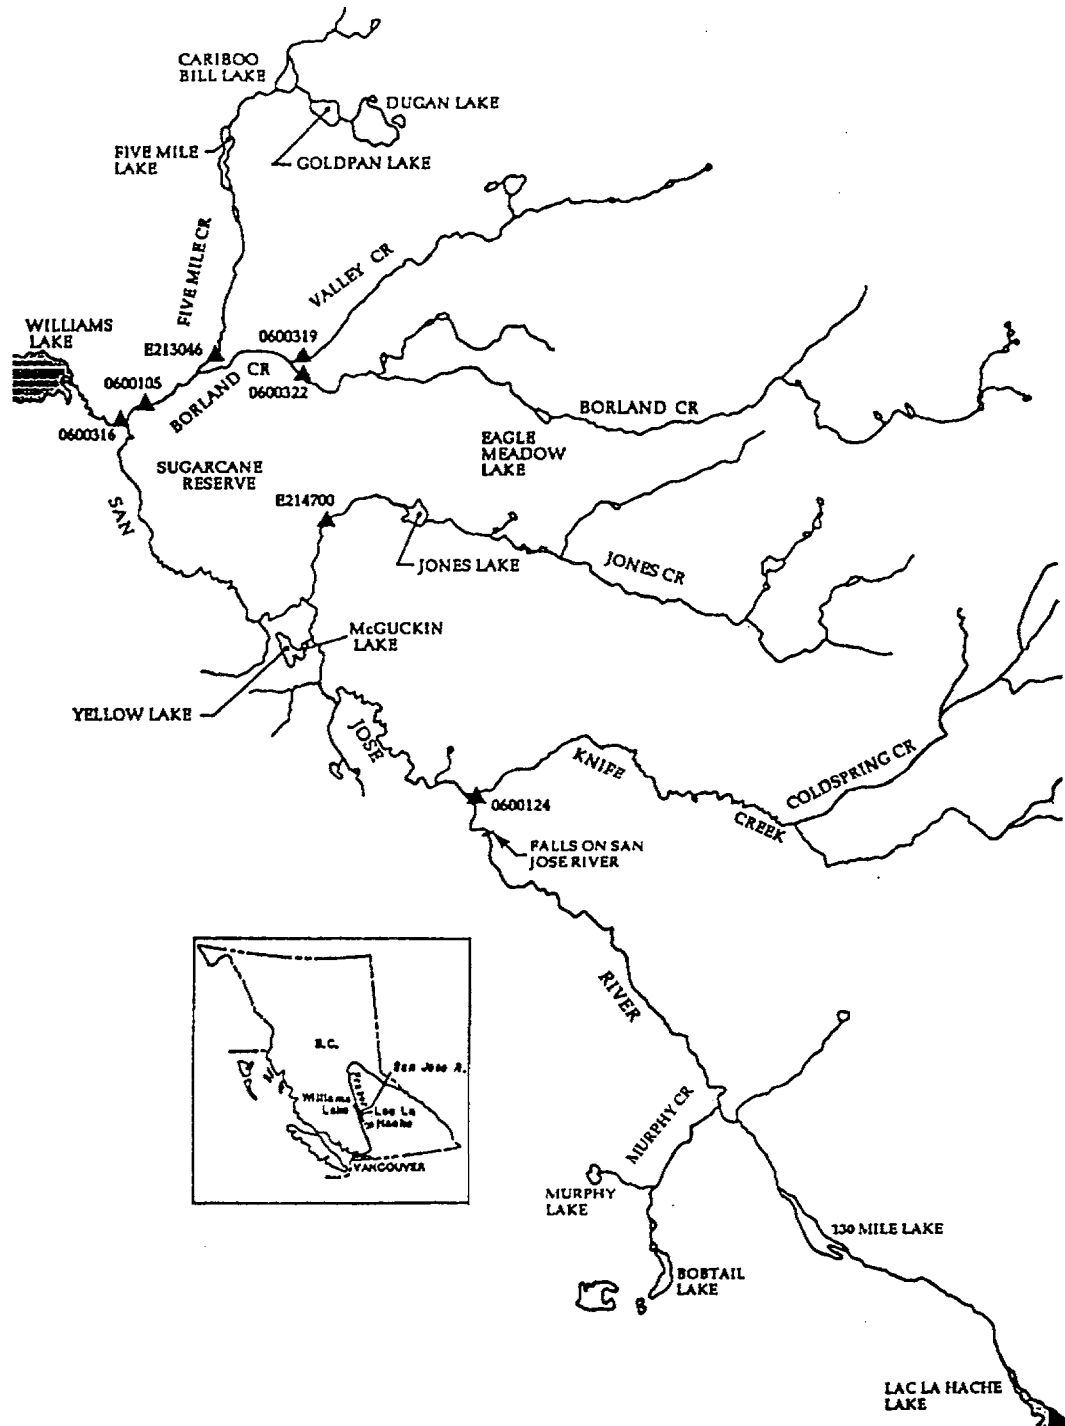 CARIBOO
BILL LAKE
DUGAN LAKE
FIVE MILE
LAKE
GOLDPAN LAKE
FIVE MILE CR
VALLEY CR
WILLIAMS
LAKE
E213046
0600319
0600105
BORLAND CR
0600322
0600316
BORLAND CR
EAGLE
MEADOW
LAKE
SUGARCANE
RESERVE
SAN
E214700
JONES LAKE
JONES CR
McGUCKIN
LAKE
YELLOW LAKE
JOSE
KNIFE
CREEK
COLDSPRING CR
0600124
FALLS ON SAN
JOSE RIVER
RIVER
B.C.
San Jose R.
Fraser
Williams
Lake
Lac La
Hache
VANCOUVER
MURPHY CR
MURPHY
LAKE
130 MILE LAKE
BOBTAIL
LAKE
LAC LA HACHE
LAKE